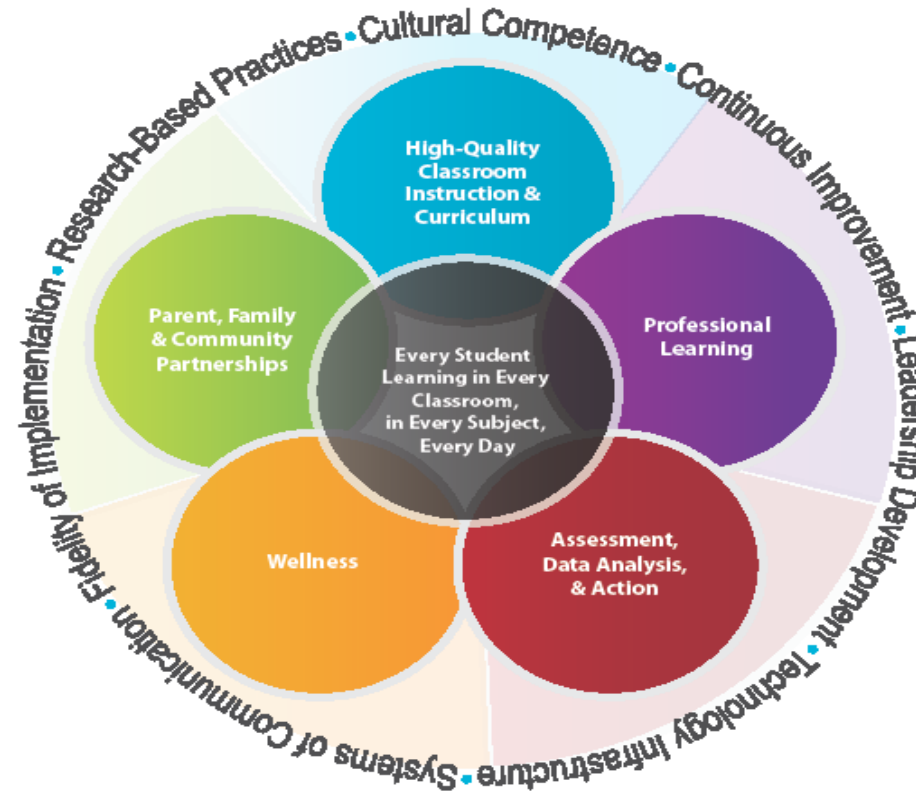 Research-Based Practices • Cultural Competence • Continuous Improvement • Leadership Development • Technology Infrastructure • Systems of Communication • Fidelity of Implementation •
High-Quality
Classroom
Instruction &
Curriculum
Parent, Family
& Community
Partnerships
Professional
Learning
Every Student
Learning in Every
Classroom,
in Every Subject,
Every Day
Wellness
Assessment,
Data Analysis,
& Action